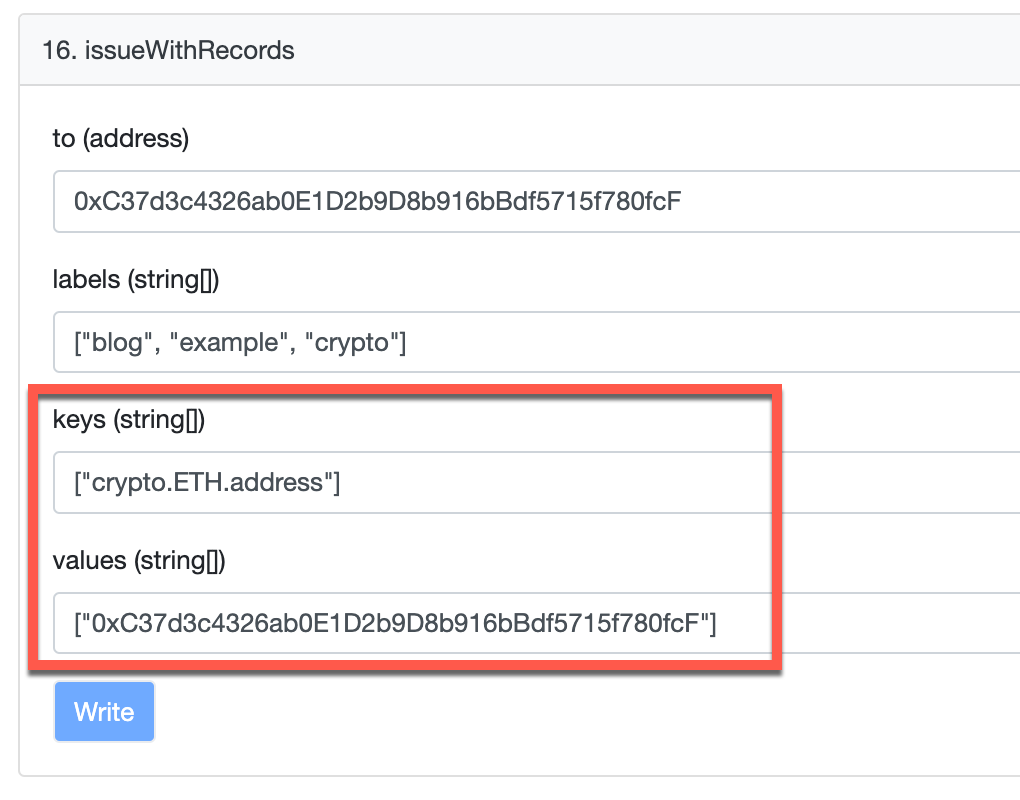 16. issueWithRecords
to (address)
0xC37d3c4326ab0E1D2b9D8b916bBdf5715f780fcF
labels (string[])
["blog", "example", "crypto"]
keys (string[])
["crypto.ETH.address"]
values (string[])
["0xC37d3c4326ab0E1D2b9D8b916bBdf5715f780fcF"]
Write